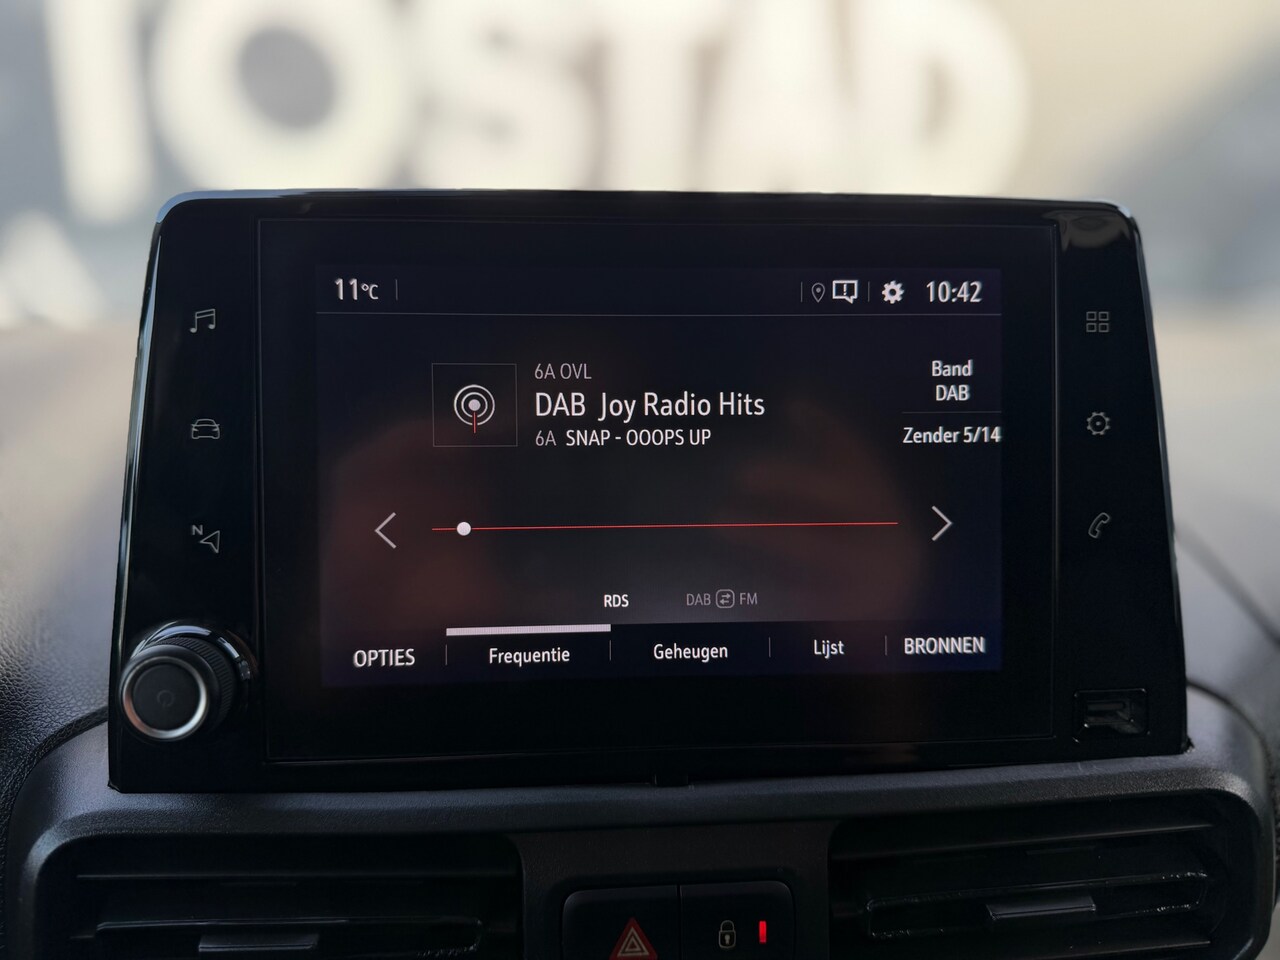 IOSTAD
11°C
10:42
6A OVL
DAB Joy Radio Hits
6A SNAP - OOOPS UP
Band
DAB
Zender 5/14
N
RDS
DAB FM
OPTIES
Frequentie
Geheugen
Lijst
BRONNEN